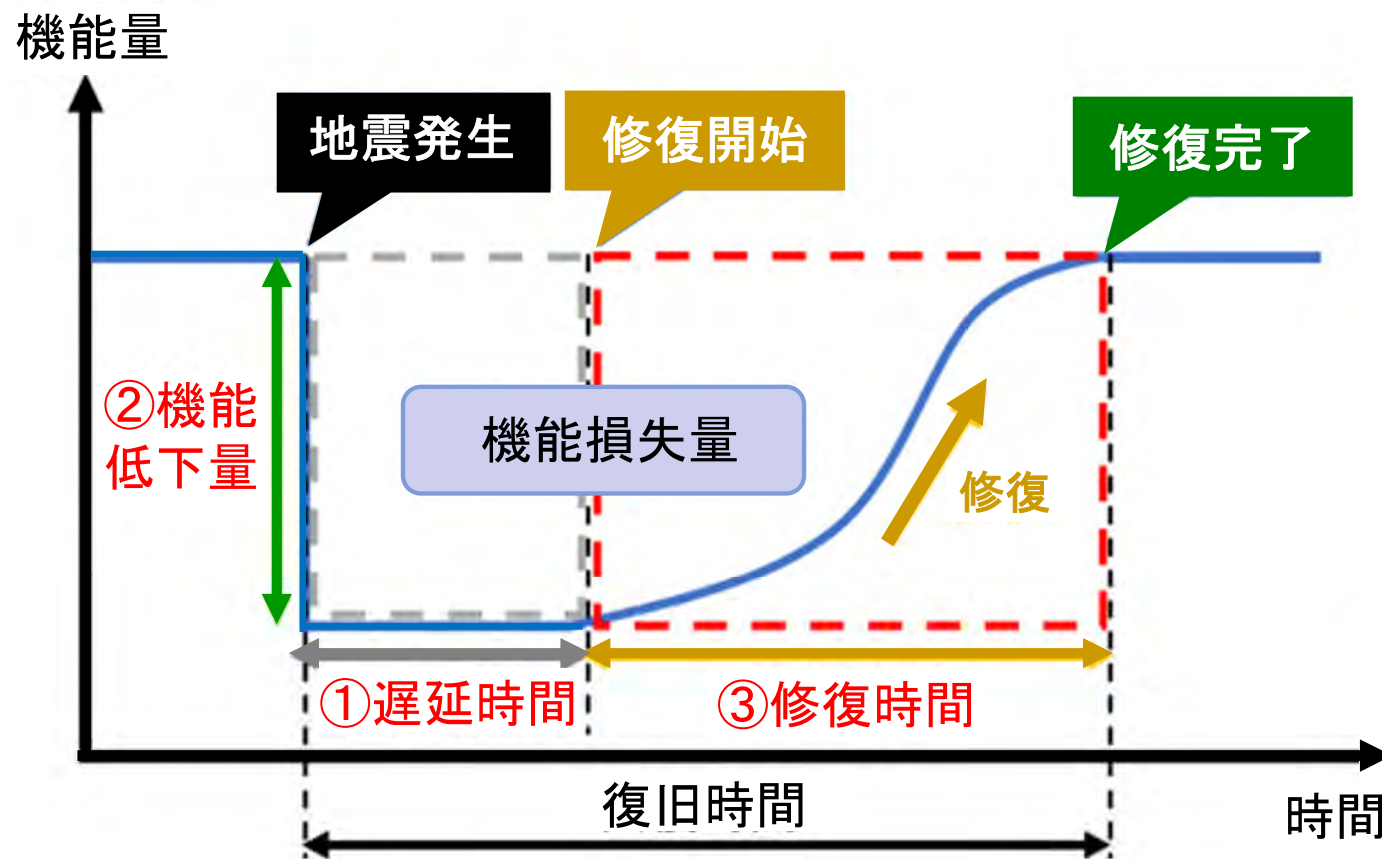 機能量
地震発生
修復開始
修復完了
②機能
低下量
機能損失量
修復
①遅延時間
③修復時間
復旧時間
時間